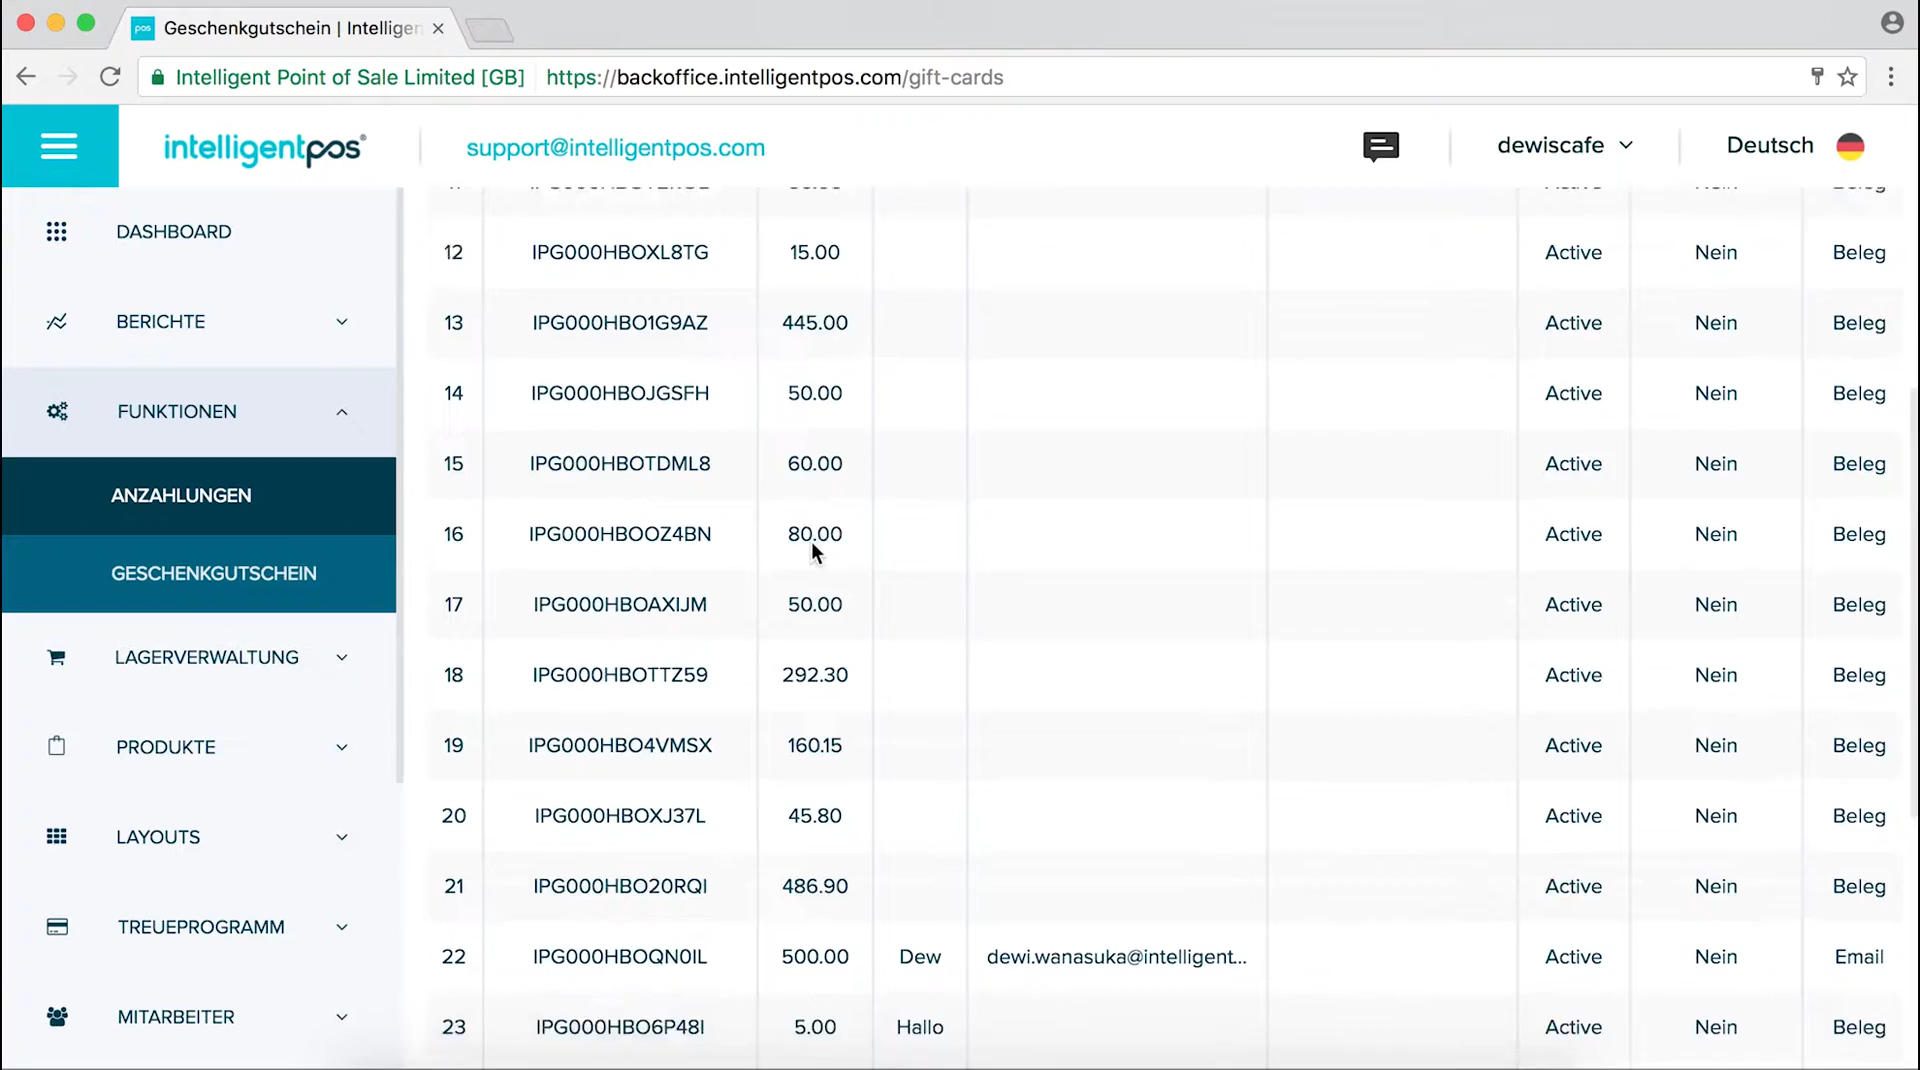 Geschenkgutschein | Intelligen
Intelligent Point of Sale Limited [GB] https://backoffice.intelligentpos.com/gift-cards
intelligentpos® support@intelligentpos.com dewiscafe Deutsch
DASHBOARD
BERICHTE
FUNKTIONEN
ANZAHLUNGEN
GESCHENKGUTSCHEIN
LAGERVERWALTUNG
PRODUKTE
LAYOUTS
TREUEPROGRAMM
MITARBEITER
12 IPG000HBOXL8TG 15.00 Active Nein Beleg
13 IPG000HBO1G9AZ 445.00 Active Nein Beleg
14 IPG000HBOJGSFH 50.00 Active Nein Beleg
15 IPG000HBOTDML8 60.00 Active Nein Beleg
16 IPG000HBOOZ4BN 80.00 Active Nein Beleg
17 IPG000HBOAXIJM 50.00 Active Nein Beleg
18 IPG000HBOTTZ59 292.30 Active Nein Beleg
19 IPG000HBO4VMSX 160.15 Active Nein Beleg
20 IPG000HBOXJ37L 45.80 Active Nein Beleg
21 IPG000HBO20RQI 486.90 Active Nein Beleg
22 IPG000HBOQN0IL 500.00 Dew dewi.wanasuka@intelligent... Active Nein Email
23 IPG000HBO6P48I 5.00 Hallo Active Nein Beleg